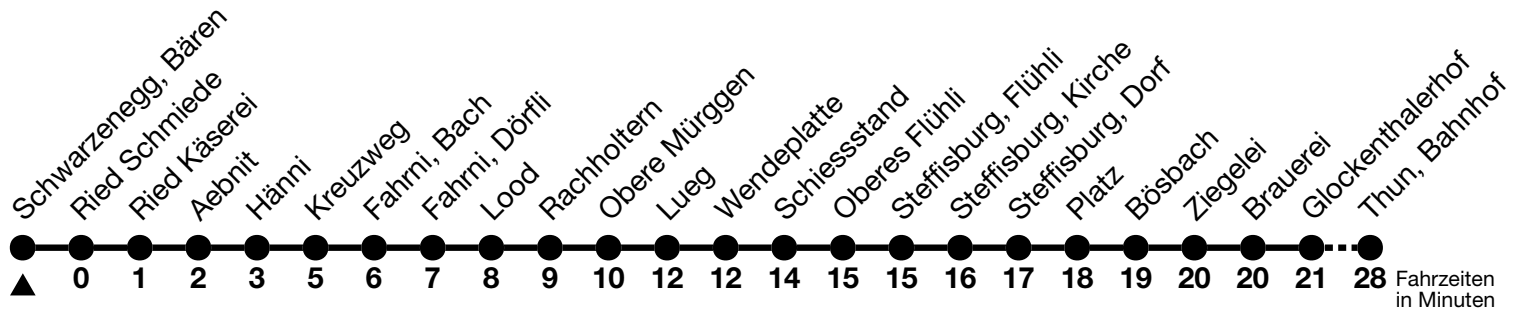 Schwarzenegg, Bären
Ried Schmiede
Ried Käserei
Aebnit
Hänni
Kreuzweg
Fahrni, Bach
Fahrni, Dörfli
Lood
Rachholtern
Obere Mürggen
Lueg
Wendeplatte
Schiessstand
Oberes Flühli
Steffisburg, Flühli
Steffisburg, Kirche
Steffisburg, Dorf
Platz
Bösbach
Ziegelei
Brauerei
Glockenthalerhof
Thun, Bahnhof
0 1 2 3 5 6 7 8 9 10 12 12 14 15 15 16 17 18 19 20 20 21 28
Fahrzeiten
in Minuten